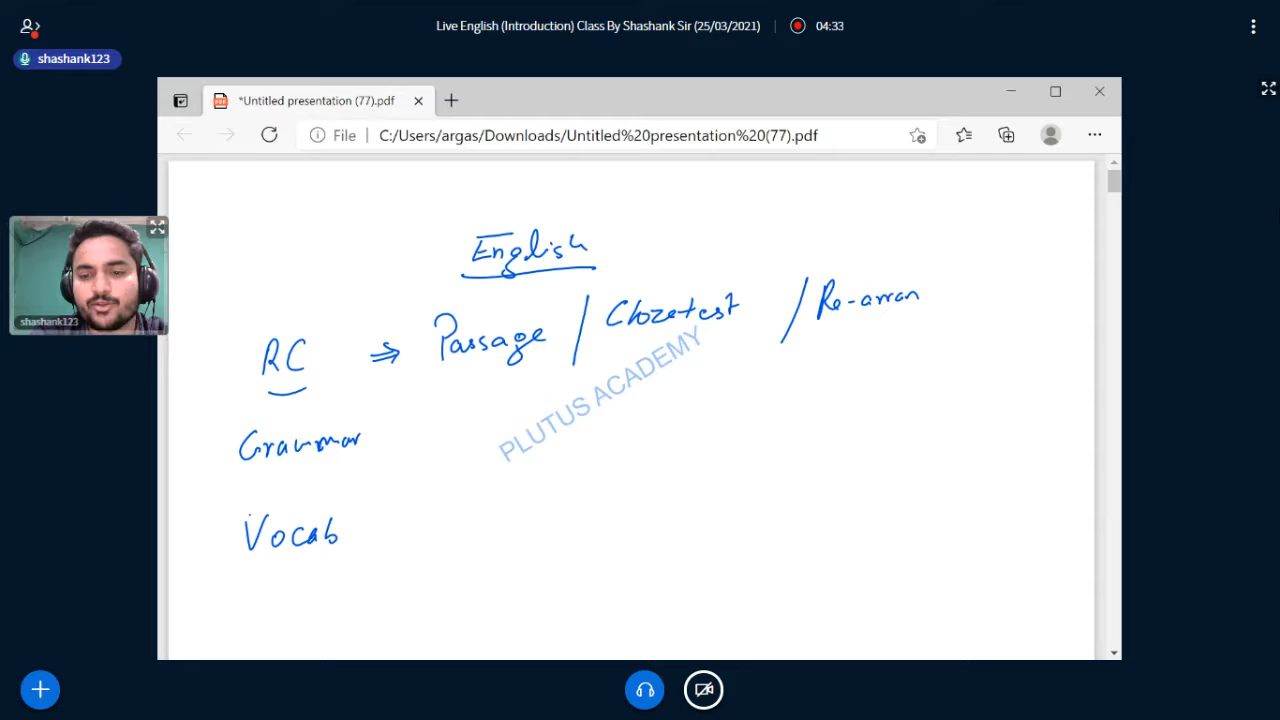 Live English (Introduction) Class By Shashank Sir (25/03/2021)
04:33
shashank123
*Untitled presentation (77).pdf
File
C:/Users/argas/Downloads/Untitled%20presentation%20(77).pdf
English
RC ⇒ Passage / Clozetest / Re-arran
Grammar
Vocab
PLUTUS ACADEMY
shashank123